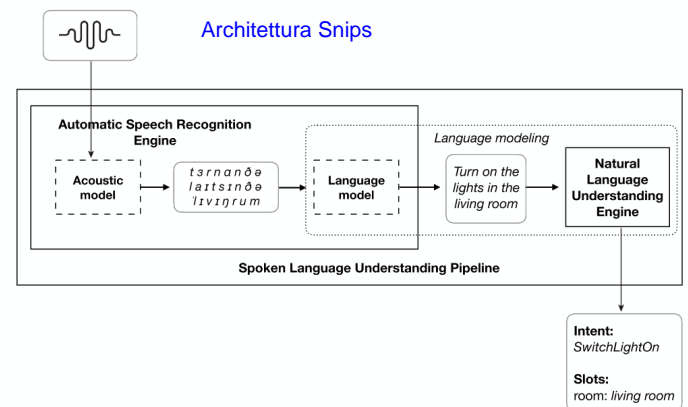 Architettura Snips
Automatic Speech Recognition
Engine
Acoustic
model
t ɜ r n ɑ n ð ə
l a ɪ t s ɪ n ð ə
ˈl ɪ v ɪ ŋ r u m
Language modeling
Language
model
Turn on the
lights in the
living room
Natural
Language
Understanding
Engine
Spoken Language Understanding Pipeline
Intent:
SwitchLightOn
Slots:
room: living room